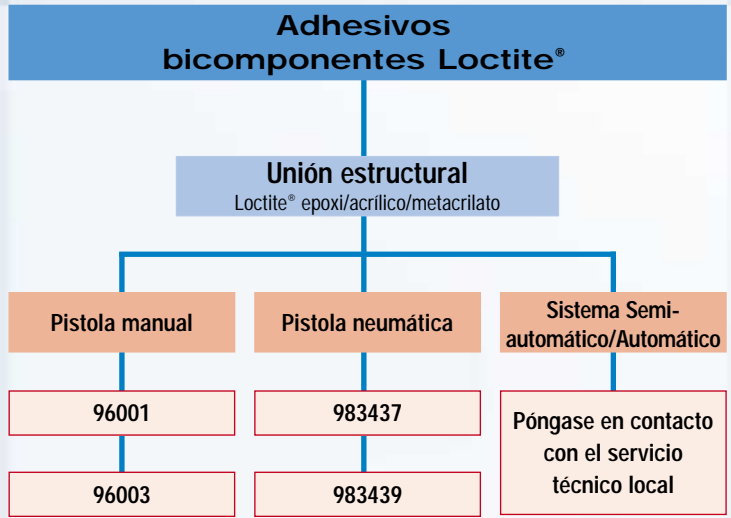 Adhesivos
bicomponentes Loctite®
Unión estructural
Loctite® epoxi/acrílico/metacrilato
Pistola manual
Pistola neumática
Sistema Semi-
automático/Automático
96001
983437
Póngase en contacto
con el servicio
técnico local
96003
983439